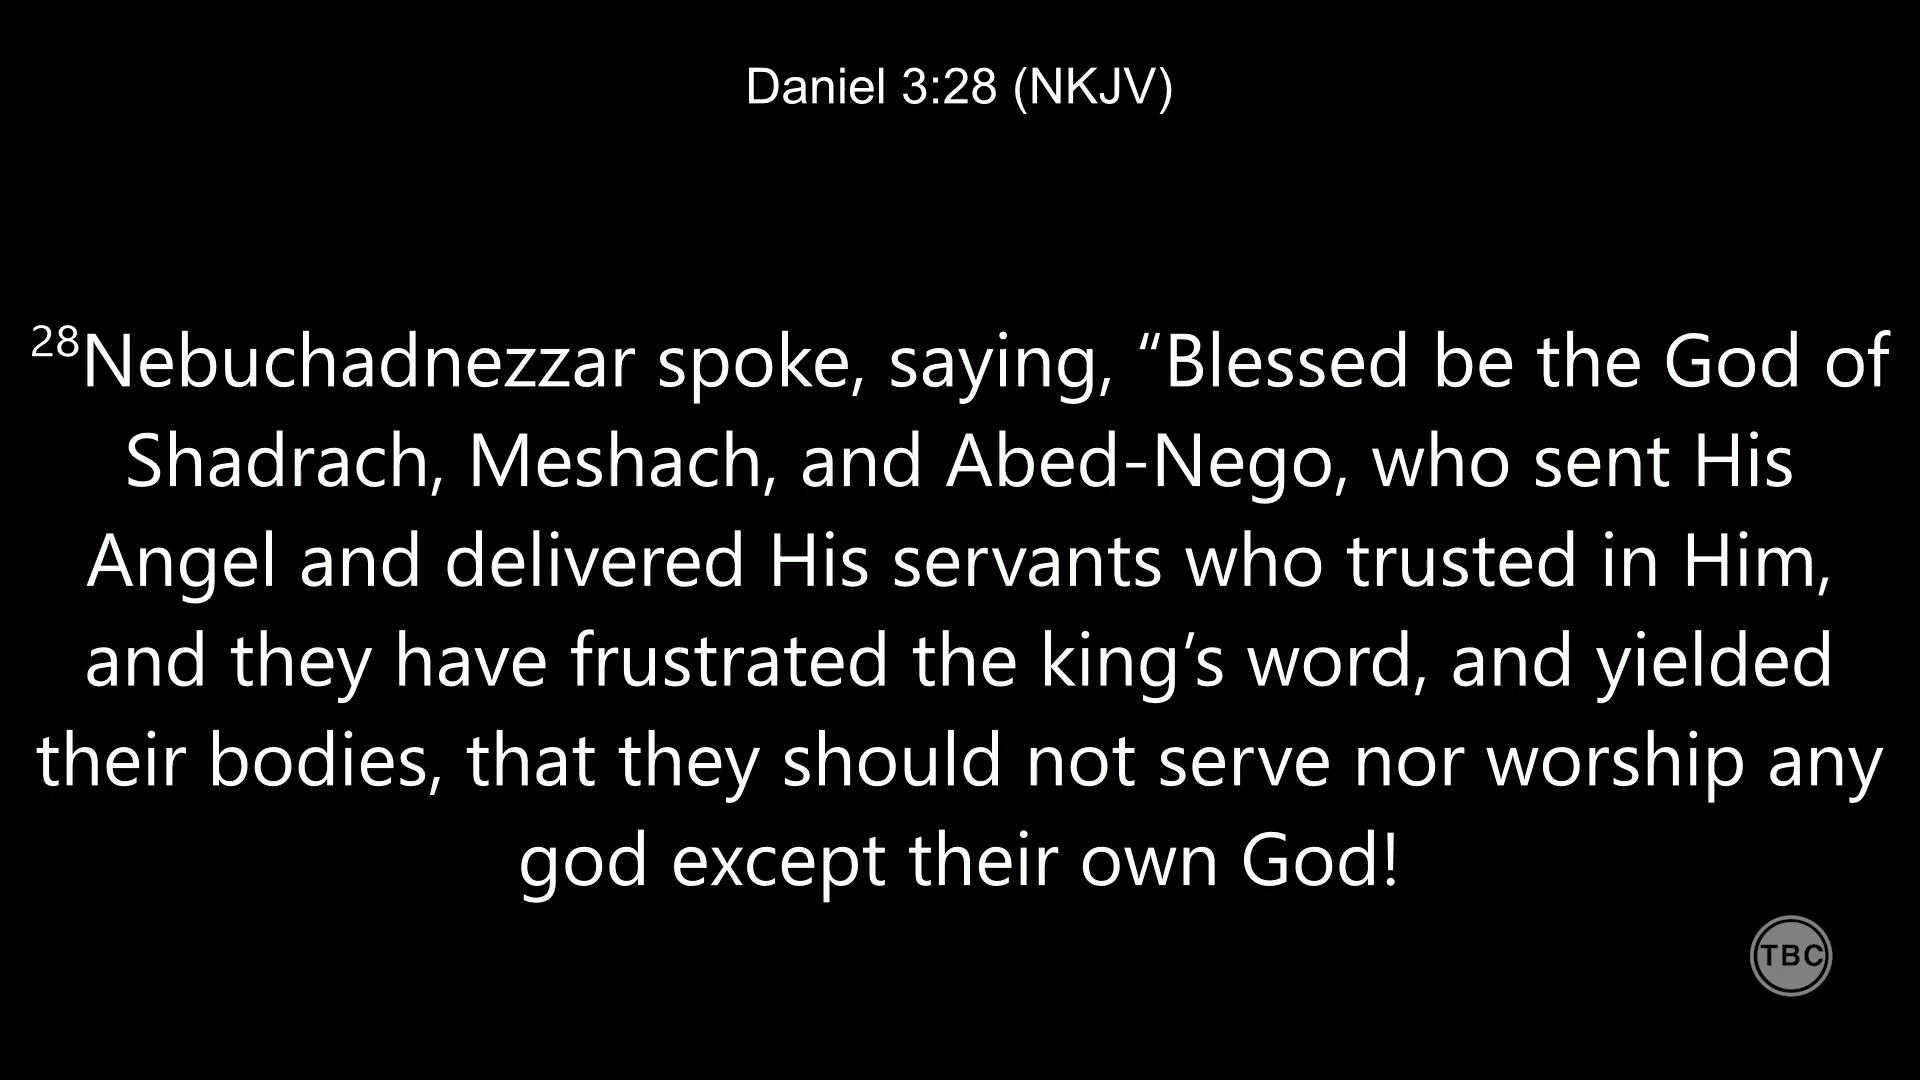 Daniel 3:28 (NKJV)
28Nebuchadnezzar spoke, saying, “Blessed be the God of
Shadrach, Meshach, and Abed-Nego, who sent His
Angel and delivered His servants who trusted in Him,
and they have frustrated the king’s word, and yielded
their bodies, that they should not serve nor worship any
god except their own God!
TBC